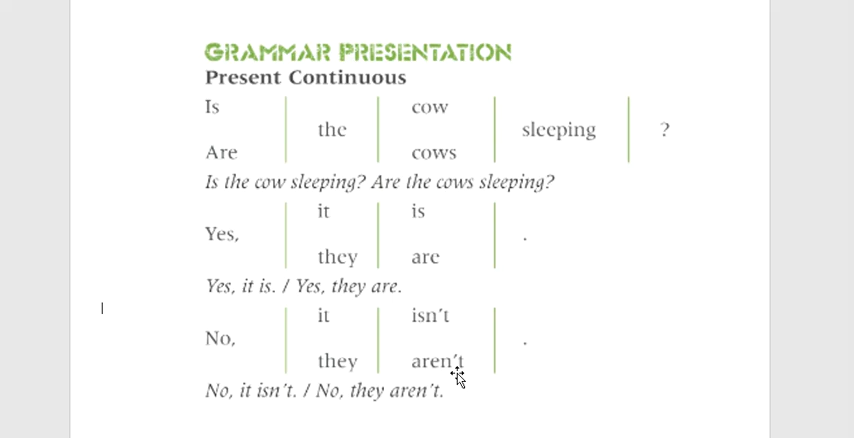 GRAMMAR PRESENTATION
Present Continuous
Is cow
the sleeping ?
Are cows
Is the cow sleeping? Are the cows sleeping?
it is
Yes, .
they are
Yes, it is. / Yes, they are.
it isn't
No, .
they aren't
No, it isn't. / No, they aren't.